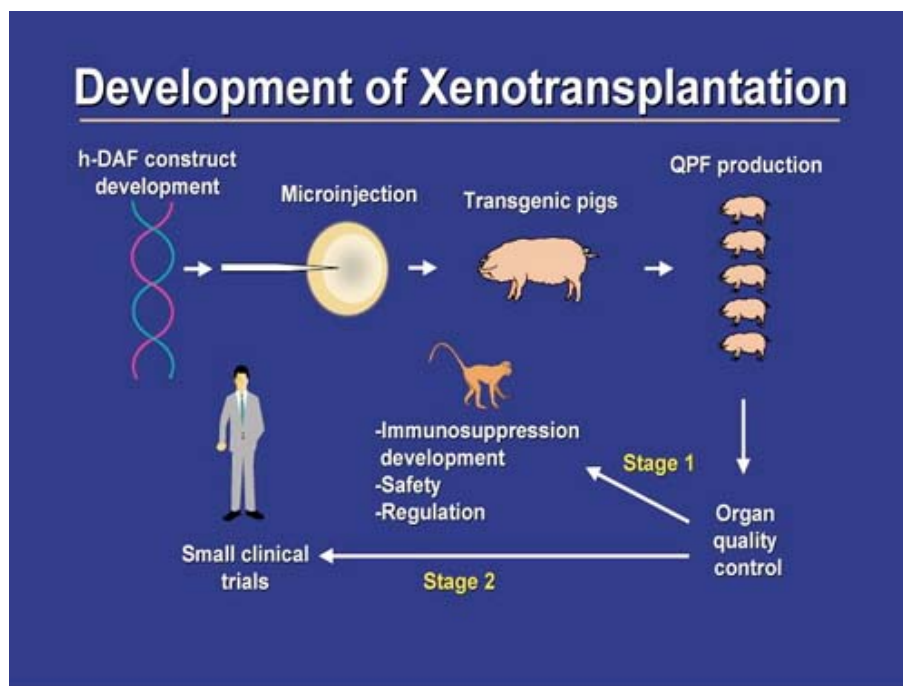 Development of Xenotransplantation
h-DAF construct
development
Microinjection
Transgenic pigs
QPF production
-Immunosuppression
development
-Safety
-Regulation
Stage 1
Organ
quality
control
Small clinical
trials
Stage 2